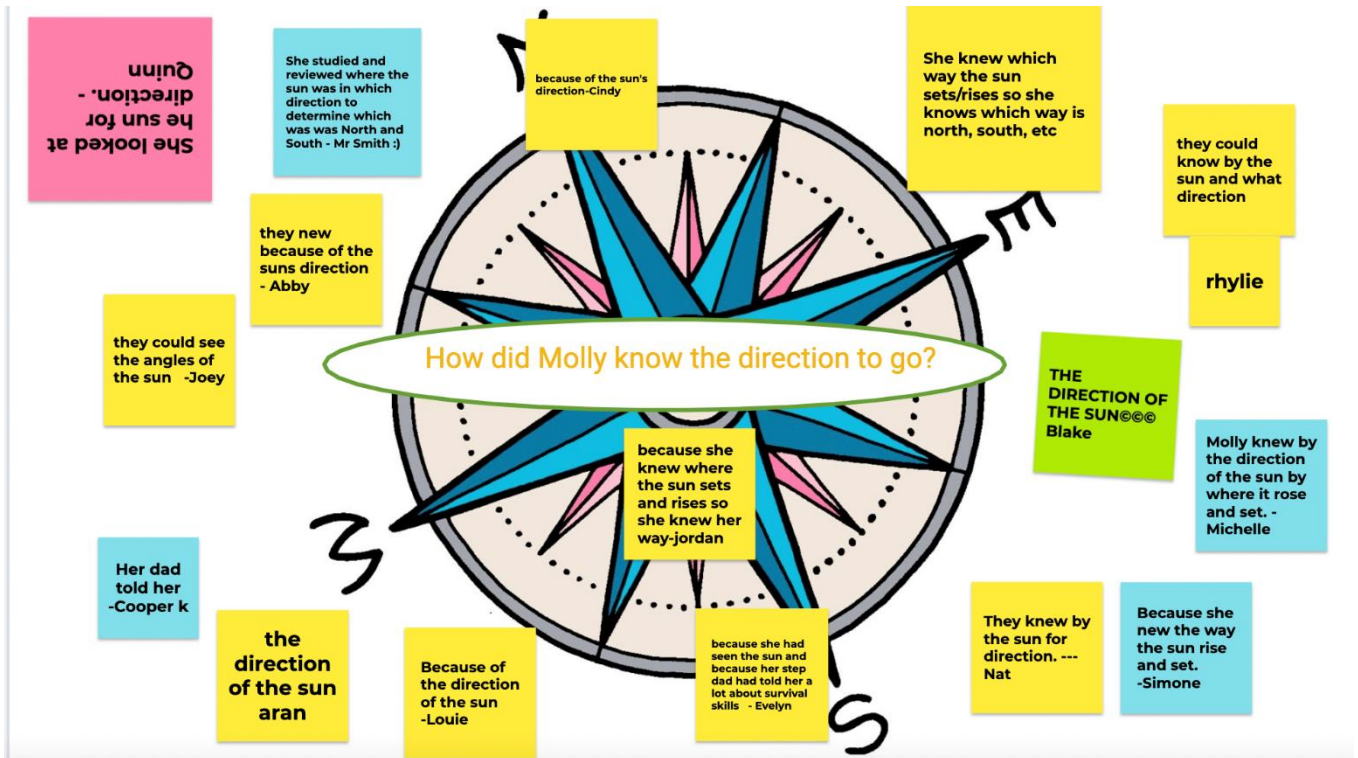 She looked at
he sun for
direction. -
Quinn
She studied and
reviewed where the
sun was in which
direction to
determine which
was was North and
South - Mr Smith :)
because of the sun's
direction-Cindy
She knew which
way the sun
sets/rises so she
knows which way is
north, south, etc
they could
know by the
sun and what
direction
rhylie
they new
because of the
suns direction
- Abby
E
they could see
the angles of
the sun -Joey
How did Molly know the direction to go?
THE
DIRECTION OF
THE SUN©©©
Blake
because she
knew where
the sun sets
and rises so
she knew her
way-jordan
Molly knew by
the direction
of the sun by
where it rose
and set. -
Michelle
W
Her dad
told her
-Cooper k
the
direction
of the sun
aran
Because of
the direction
of the sun
-Louie
because she had
seen the sun and
because her step
dad had told her a
lot about survival
skills - Evelyn
S
They knew by
the sun for
direction. ---
Nat
Because she
new the way
the sun rise
and set.
-Simone